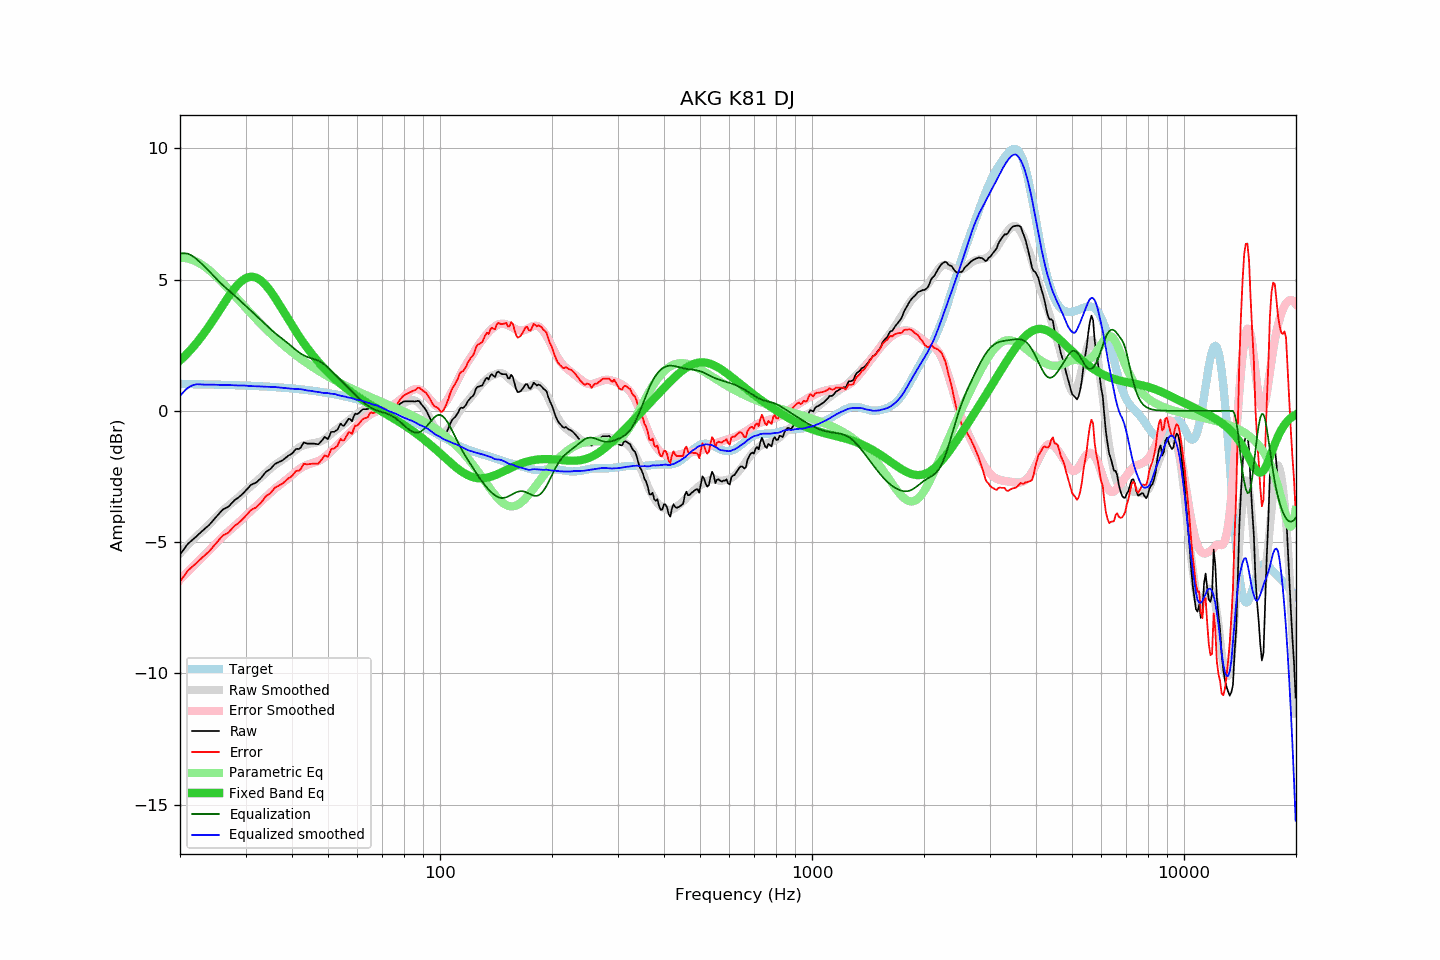 AKG K81 DJ
Amplitude (dBr)
10
5
0
−5
−10
−15
Target
Raw Smoothed
Error Smoothed
Raw
Error
Parametric Eq
Fixed Band Eq
Equalization
Equalized smoothed
100
1000
10000
Frequency (Hz)